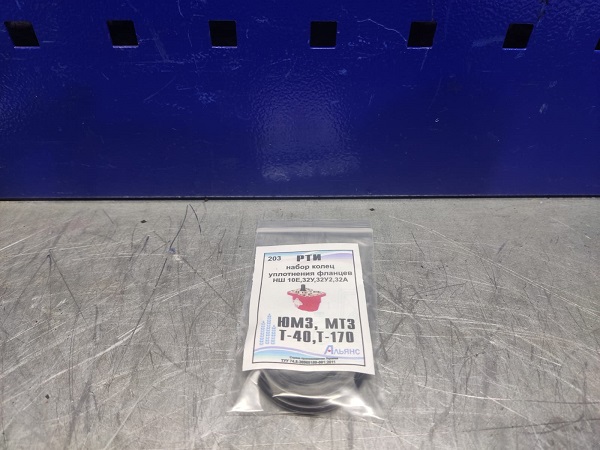 203 РТИ
набор колец
уплотнения фланцев
НШ 10Е,32У,32У2,32А
ЮМЗ, МТЗ
Т-40,Т-170
Альянс